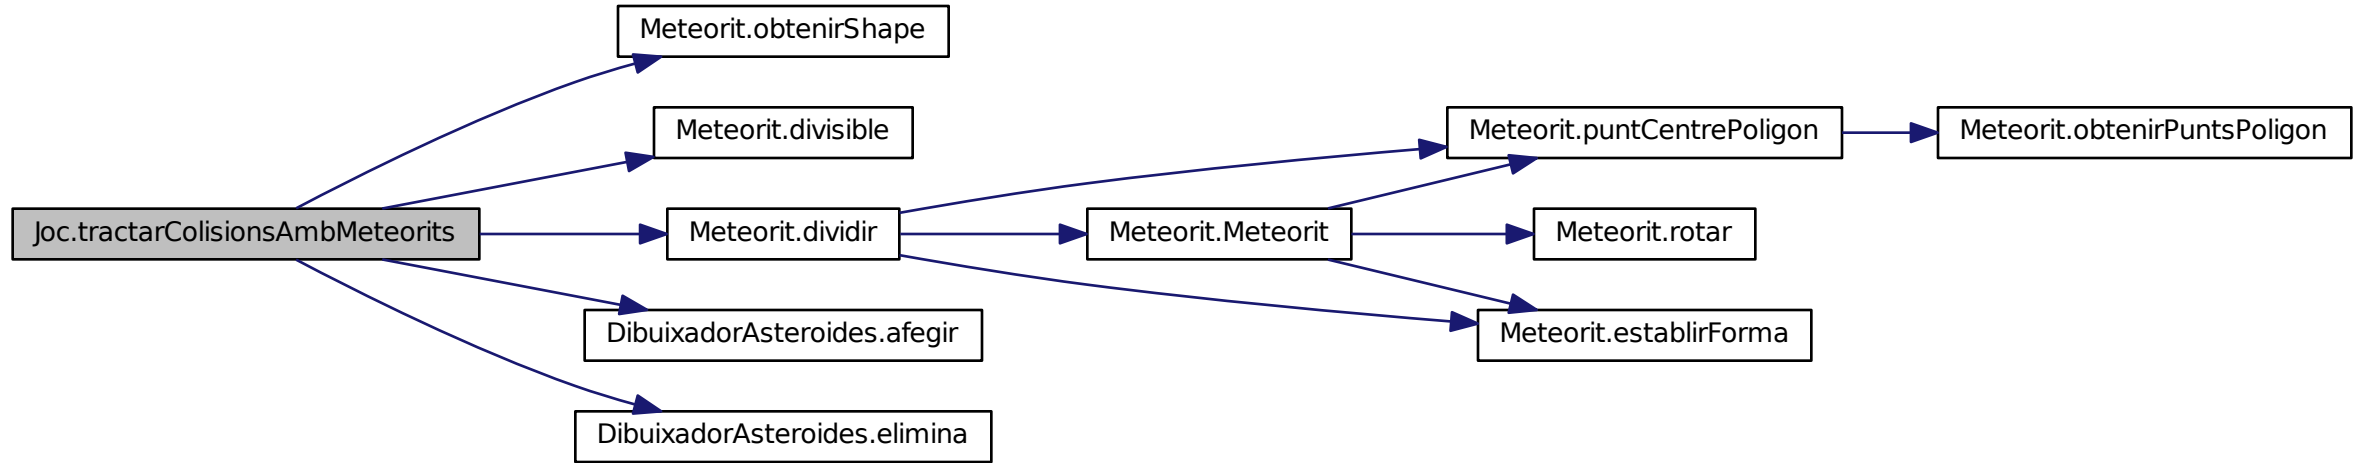 Meteorit.obtenirShape
Meteorit.divisible
Meteorit.puntCentrePoligon
Meteorit.obtenirPuntsPoligon
Joc.tractarColisionsAmbMeteorits
Meteorit.dividir
Meteorit.Meteorit
Meteorit.rotar
DibuixadorAsteroides.afegir
Meteorit.establirForma
DibuixadorAsteroides.elimina